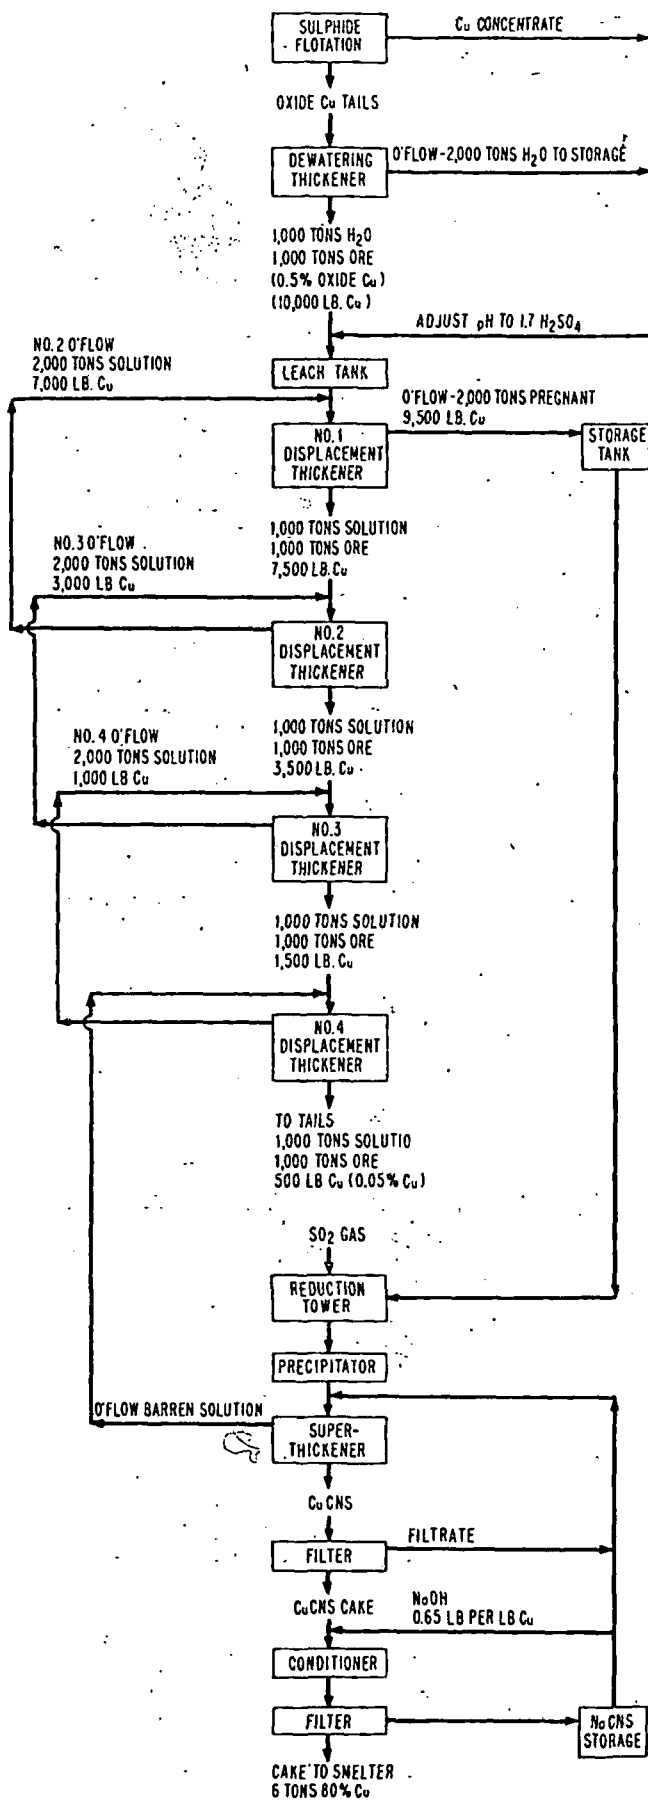 SULPHIDE
FLOTATION
Cu CONCENTRATE
OXIDE Cu TAILS
DEWATERING
THICKENER
O'FLOW-2,000 TONS H2O TO STORAGE
1,000 TONS H2O
1,000 TONS ORE
(0.5% OXIDE Cu)
(10,000 LB. Cu)
ADJUST pH TO 1.7 H2SO4
NO.2 O'FLOW
2,000 TONS SOLUTION
7,000 LB. Cu
LEACH TANK
O'FLOW-2,000 TONS PREGNANT
9,500 LB. Cu
NO.1
DISPLACEMENT
THICKENER
STORAGE
TANK
1,000 TONS SOLUTION
1,000 TONS ORE
7,500 LB. Cu
NO.3 O'FLOW
2,000 TONS SOLUTION
3,000 LB Cu
NO.2
DISPLACEMENT
THICKENER
1,000 TONS SOLUTION
1,000 TONS ORE
3,500 LB. Cu
NO.4 O'FLOW
2,000 TONS SOLUTION
1,000 LB Cu
NO.3
DISPLACEMENT
THICKENER
1,000 TONS SOLUTION
1,000 TONS ORE
1,500 LB. Cu
NO.4
DISPLACEMENT
THICKENER
TO TAILS
1,000 TONS SOLUTIO
1,000 TONS ORE
500 LB Cu (0.05% Cu)
SO2 GAS
REDUCTION
TOWER
PRECIPITATOR
O'FLOW BARREN SOLUTION
SUPER-
THICKENER
CuCNS
FILTER
FILTRATE
CuCNS CAKE
NaOH
0.65 LB PER LB Cu
CONDITIONER
FILTER
NaCNS
STORAGE
CAKE TO SMELTER
6 TONS 80% Cu